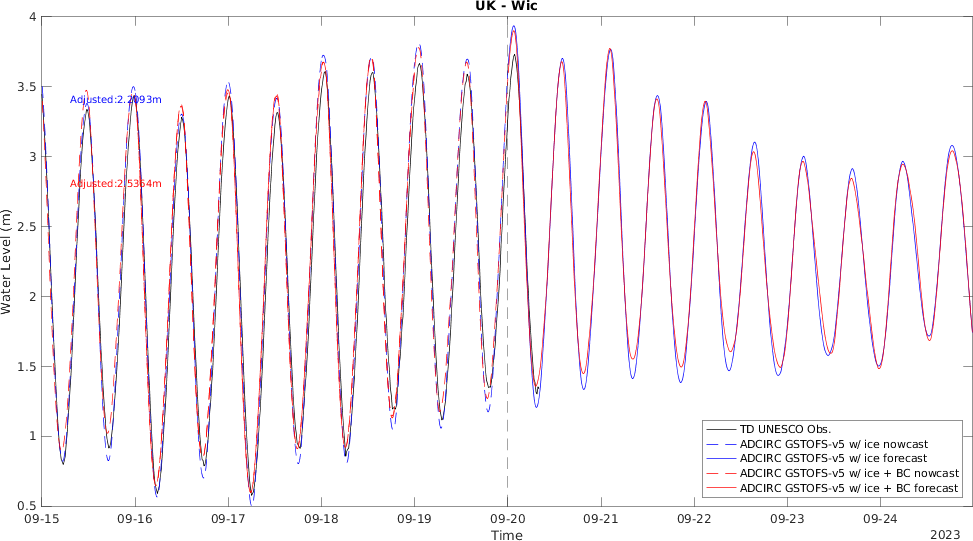 UK - Wic
4
3.5
3
2.5
2
1.5
1
0.5
Water Level (m)
Adjusted:2.2093m
Adjusted:2.5364m
TD UNESCO Obs.
ADCIRC GSTOFS-v5 w/ ice nowcast
ADCIRC GSTOFS-v5 w/ ice forecast
ADCIRC GSTOFS-v5 w/ ice + BC nowcast
ADCIRC GSTOFS-v5 w/ ice + BC forecast
09-15 09-16 09-17 09-18 09-19 09-20 09-21 09-22 09-23 09-24
Time
2023